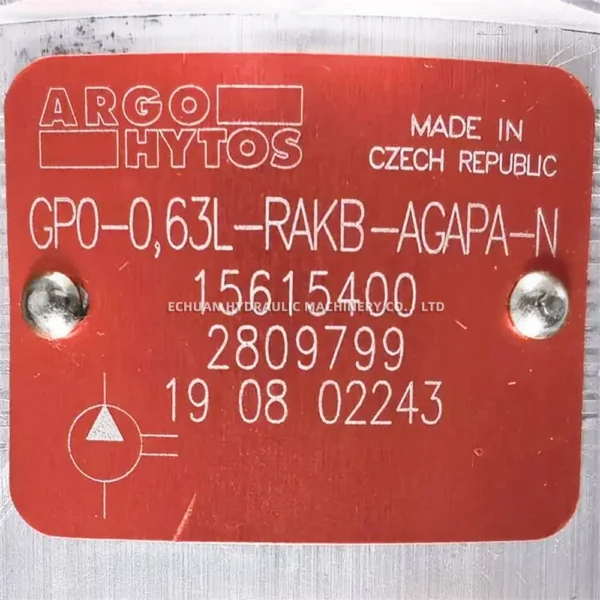 ARGO
HYTOS
MADE IN
CZECH REPUBLIC
GP0-0,63L-RAKB-AGAPA-N
15615400
ECHUAN HYDRAULIC MACHINERY CO., LTD
2809799
19 08 02243